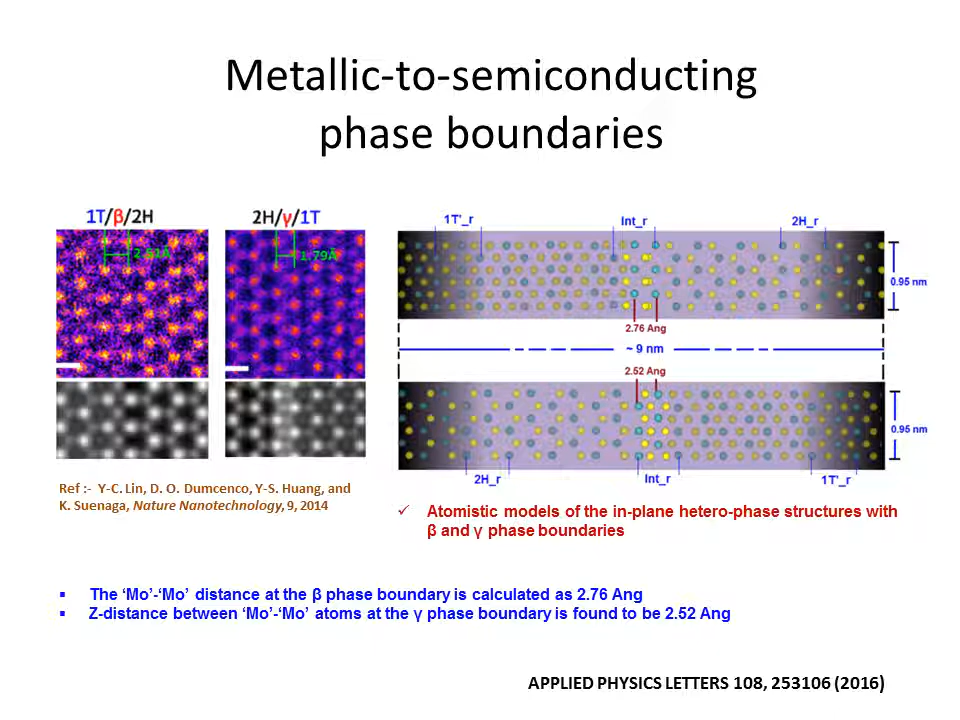 Metallic-to-semiconducting
phase boundaries
1T/β/2H
2H/γ/1T
1.79Å
1T'_r
Int_r
2H_r
0.95 nm
2.76 Ang
~ 9 nm
2.52 Ang
0.95 nm
2H_r
Int_r
1T'_r
Ref :- Y-C. Lin, D. O. Dumcenco, Y-S. Huang, and
K. Suenaga, Nature Nanotechnology, 9, 2014
✓ Atomistic models of the in-plane hetero-phase structures with
β and γ phase boundaries
▪ The ‘Mo’-‘Mo’ distance at the β phase boundary is calculated as 2.76 Ang
▪ Z-distance between ‘Mo’-‘Mo’ atoms at the γ phase boundary is found to be 2.52 Ang
APPLIED PHYSICS LETTERS 108, 253106 (2016)